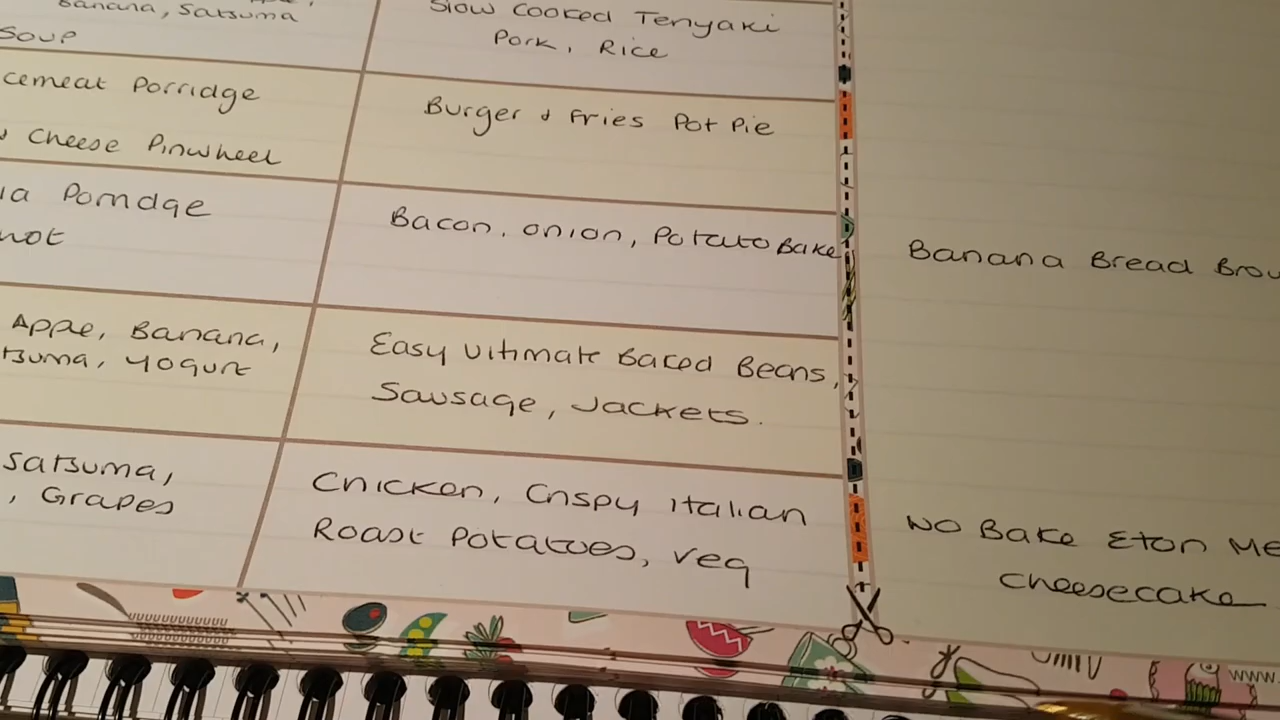 Banana, Satsuma
Soup
Slow Cooked Teriyaki
Pork, Rice
Porridge
Cheese Pinwheel
Burger & Fries Pot Pie
Porridge
Bacon, Onion, Potato Bake
Banana Bread
Apple, Banana,
Yogurt
Easy Ultimate Baked Beans,
Sausage, Jackets.
Satsuma,
, Grapes
Chicken, Crispy Italian
Roast Potatoes, Veg
No Bake Eton
Cheesecake